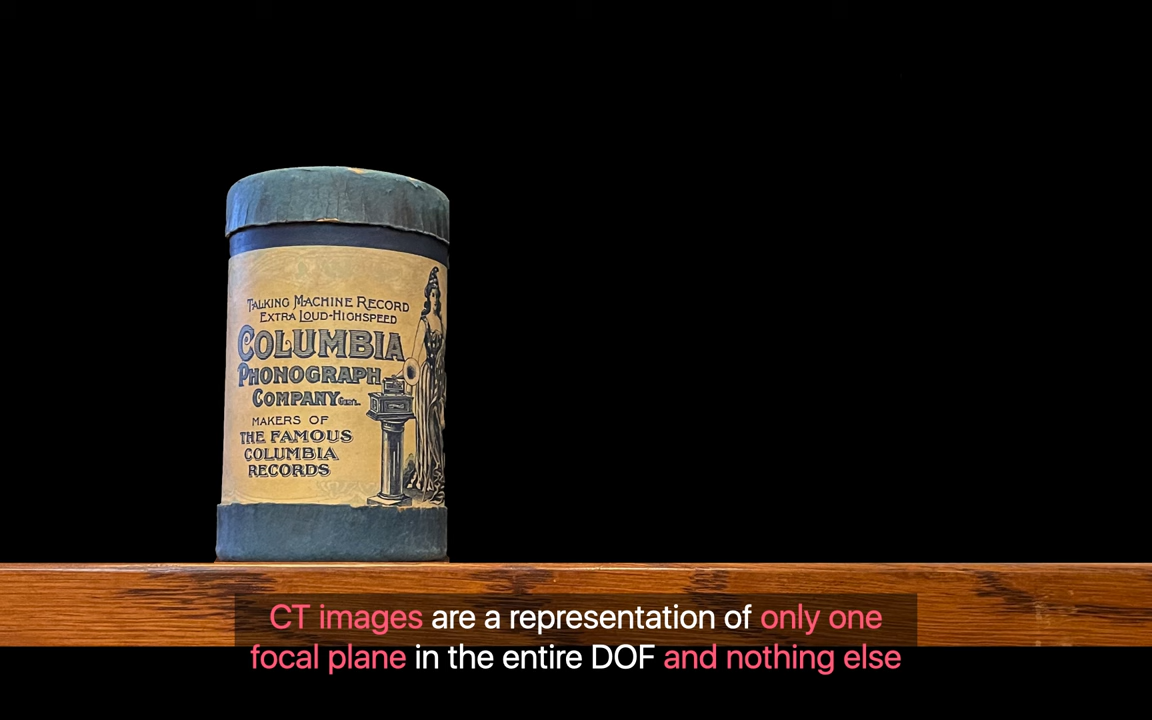 TALKING MACHINE RECORD
EXTRA LOUD-HIGHSPEED
COLUMBIA
PHONOGRAPH
COMPANY GEN'L.
MAKERS OF
THE FAMOUS
COLUMBIA
RECORDS
CT images are a representation of only one
focal plane in the entire DOF and nothing else